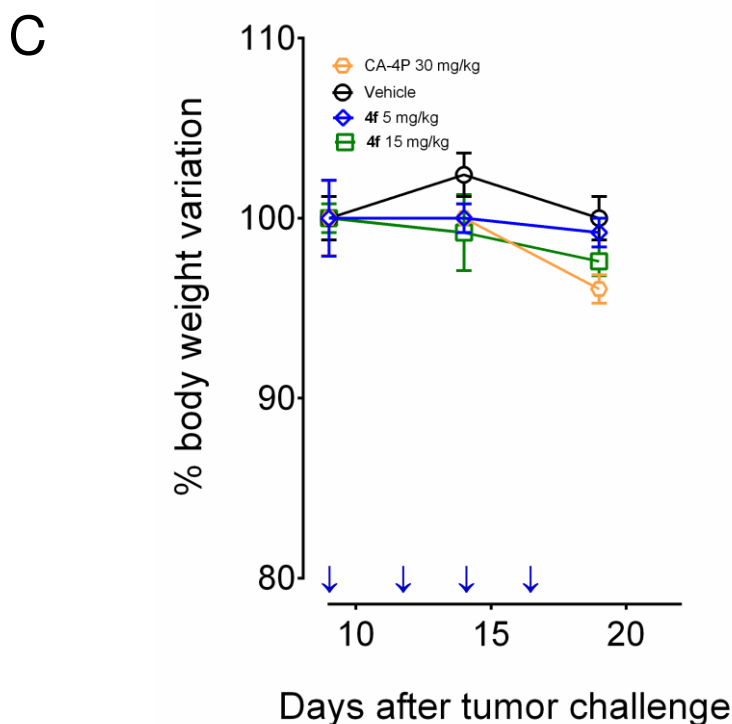 C
110
CA-4P 30 mg/kg
Vehicle
4f 5 mg/kg
4f 15 mg/kg
100
90
80
% body weight variation
10 15 20
Days after tumor challenge